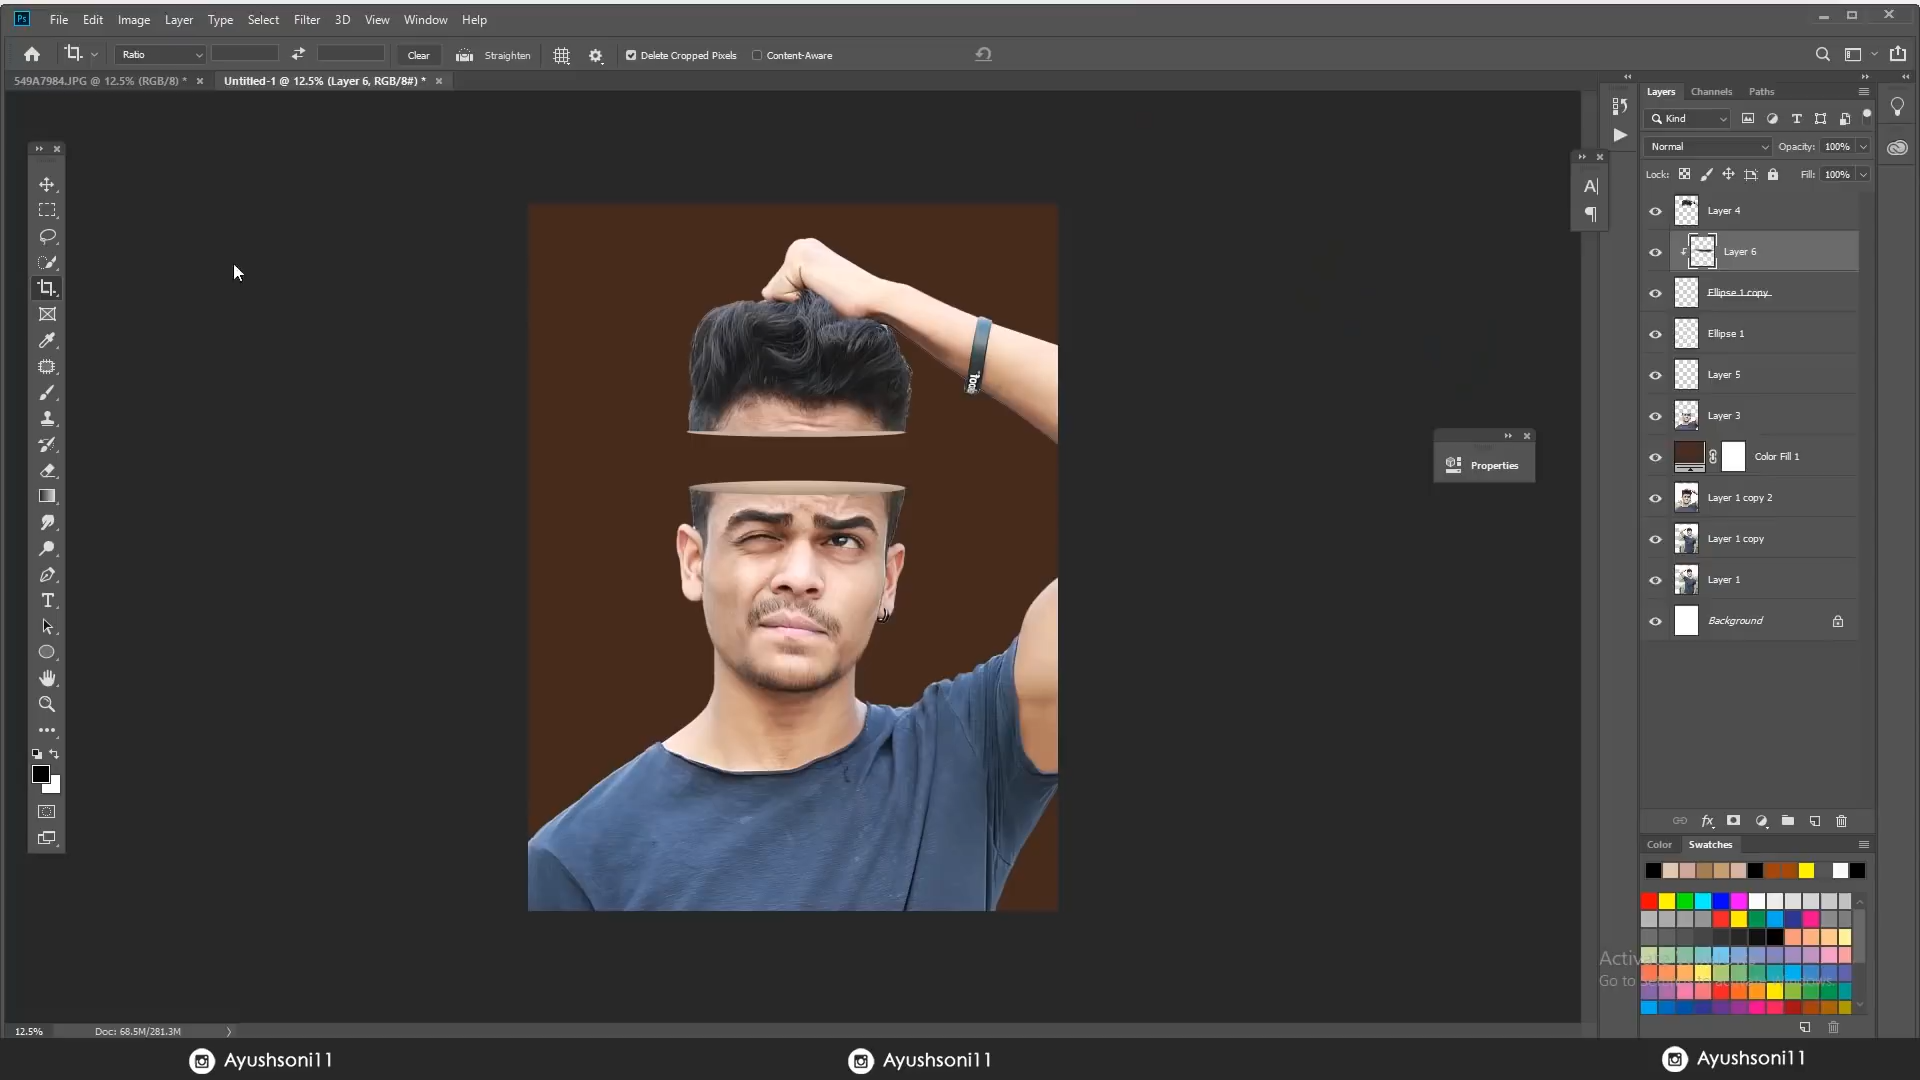 Ps File Edit Image Layer Type Select Filter 3D View Window Help
Ratio Clear Straighten Delete Cropped Pixels Content-Aware
549A7984.JPG @ 12.5% (RGB/8) * Untitled-1 @ 12.5% (Layer 6, RGB/8#) *
Layers Channels Paths
Kind
Normal Opacity: 100%
Lock: Fill: 100%
Layer 4
Layer 6
Ellipse 1 copy
Ellipse 1
Layer 5
Layer 3
Color Fill 1
Layer 1 copy 2
Layer 1 copy
Layer 1
Background
Properties
Color Swatches
12.5% Doc: 68.5M/281.3M
Ayushsoni11 Ayushsoni11 Ayushsoni11